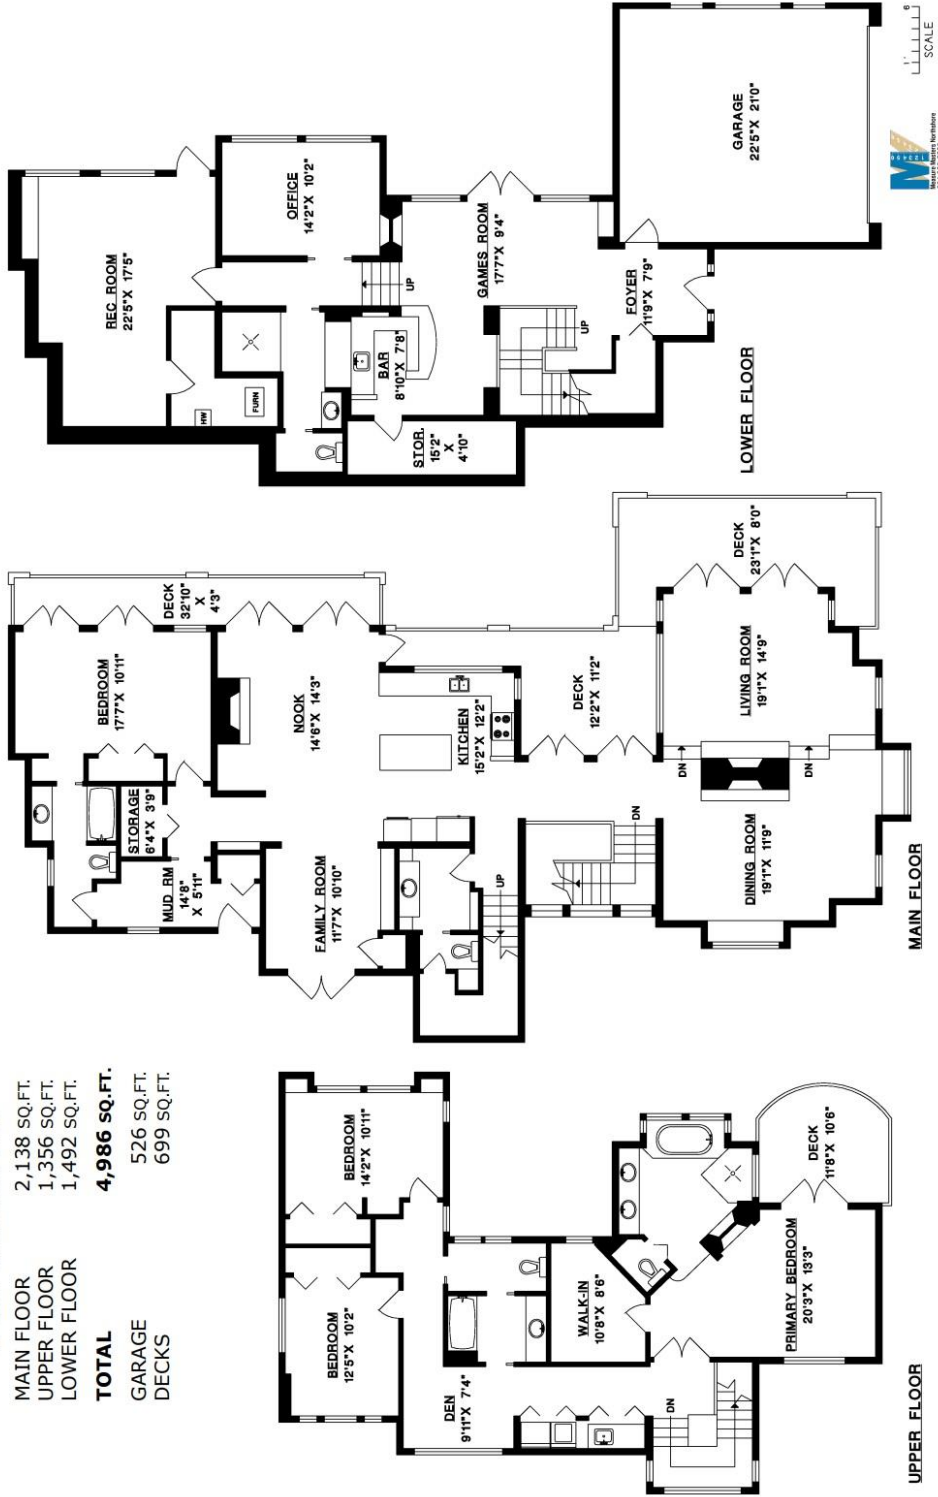 MAIN FLOOR 2,138 SQ.FT.
UPPER FLOOR 1,356 SQ.FT.
LOWER FLOOR 1,492 SQ.FT.
TOTAL 4,986 SQ.FT.
GARAGE 526 SQ.FT.
DECKS 699 SQ.FT.
BEDROOM
12'5"X 10'2"
BEDROOM
14'2"X 10'11"
DEN
9'11"X 7'4"
WALK-IN
10'8"X 8'6"
DN
PRIMARY BEDROOM
20'3"X 13'3"
DECK
11'8"X 10'6"
UPPER FLOOR
BEDROOM
17'7"X 10'11"
DECK
32'10"
X
4'3"
STORAGE
6'4"X 3'9"
MUD RM
14'8"
X 5'11"
NOOK
14'6"X 14'3"
FAMILY ROOM
11'7"X 10'10"
KITCHEN
15'2"X 12'2"
UP
DECK
12'2"X 11'2"
DN
DN
DN
DINING ROOM
19'1"X 11'9"
LIVING ROOM
19'1"X 14'9"
DECK
23'1"X 8'0"
MAIN FLOOR
REC ROOM
22'5"X 17'5"
OFFICE
14'2"X 10'2"
HW
FURN
UP
BAR
8'10"X 7'8"
STOR.
15'2"
X
4'10"
GAMES ROOM
17'7"X 9'4"
UP
FOYER
11'9"X 7'9"
GARAGE
22'5"X 21'0"
LOWER FLOOR
1'
6'
SCALE
M
Measure Masters Northshore